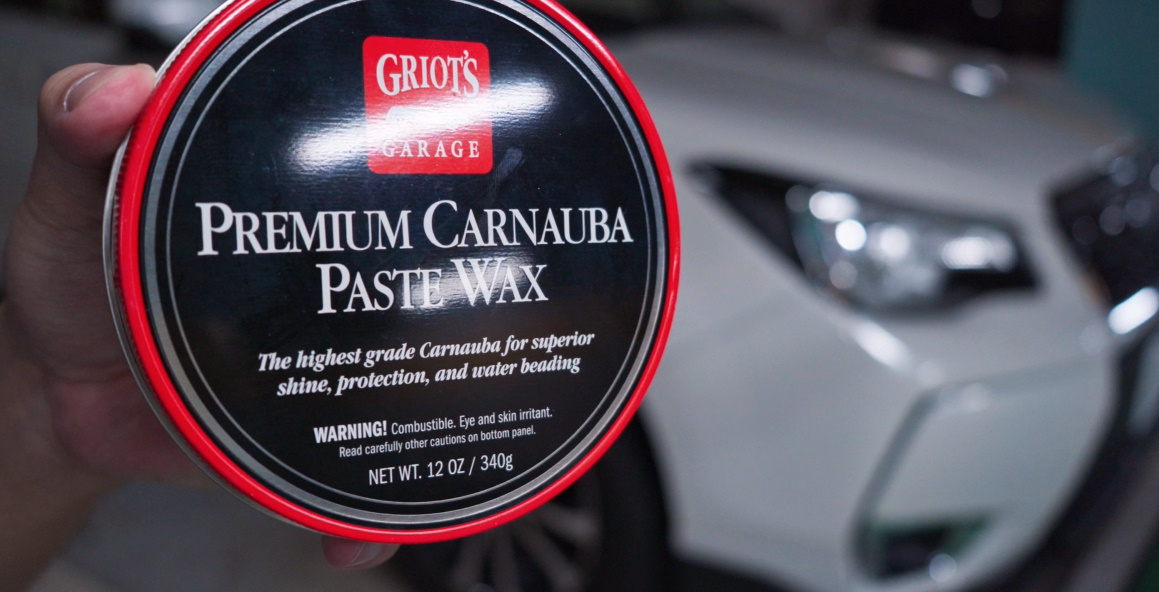 GRIOT'S
GARAGE
PREMIUM CARNAUBA
PASTE WAX
The highest grade Carnauba for superior
shine, protection, and water beading
WARNING! Combustible. Eye and skin irritant.
Read carefully other cautions on bottom panel.
NET WT. 12 OZ / 340g